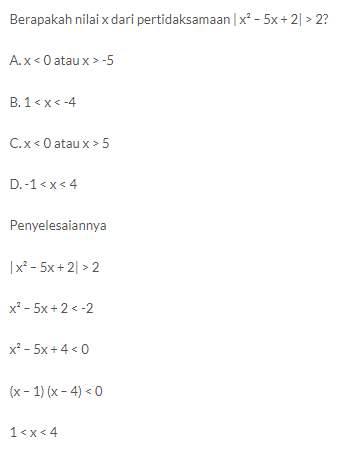 Berapakah nilai x dari pertidaksamaan | x² – 5x + 2| > 2?
A. x < 0 atau x > -5
B. 1 < x < -4
C. x < 0 atau x > 5
D. -1 < x < 4
Penyelesaiannya
| x² – 5x + 2| > 2
x² – 5x + 2 < -2
x² – 5x + 4 < 0
(x – 1) (x – 4) < 0
1 < x < 4